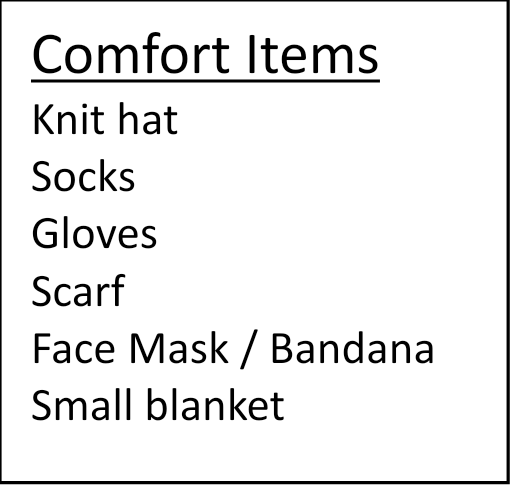 Comfort Items
Knit hat
Socks
Gloves
Scarf
Face Mask / Bandana
Small blanket